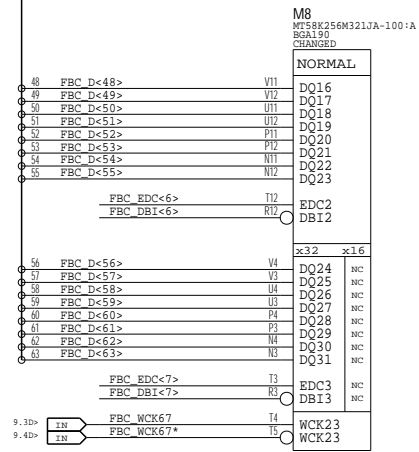 M8
MT58K256M321JA-100:A
BGA190
CHANGED
NORMAL
48 FBC_D<48> V11 DQ16
49 FBC_D<49> V12 DQ17
50 FBC_D<50> U11 DQ18
51 FBC_D<51> U12 DQ19
52 FBC_D<52> P11 DQ20
53 FBC_D<53> P12 DQ21
54 FBC_D<54> N11 DQ22
55 FBC_D<55> N12 DQ23
FBC_EDC<6> T12 EDC2
FBC_DBI<6> R12 DBI2
x32 x16
56 FBC_D<56> V4 DQ24 NC
57 FBC_D<57> V3 DQ25 NC
58 FBC_D<58> U4 DQ26 NC
59 FBC_D<59> U3 DQ27 NC
60 FBC_D<60> P4 DQ28 NC
61 FBC_D<61> P3 DQ29 NC
62 FBC_D<62> N4 DQ30 NC
63 FBC_D<63> N3 DQ31 NC
FBC_EDC<7> T3 EDC3 NC
FBC_DBI<7> R3 DBI3 NC
9.3D> IN FBC_WCK67 T4 WCK23
9.4D> IN FBC_WCK67* T5 WCK23